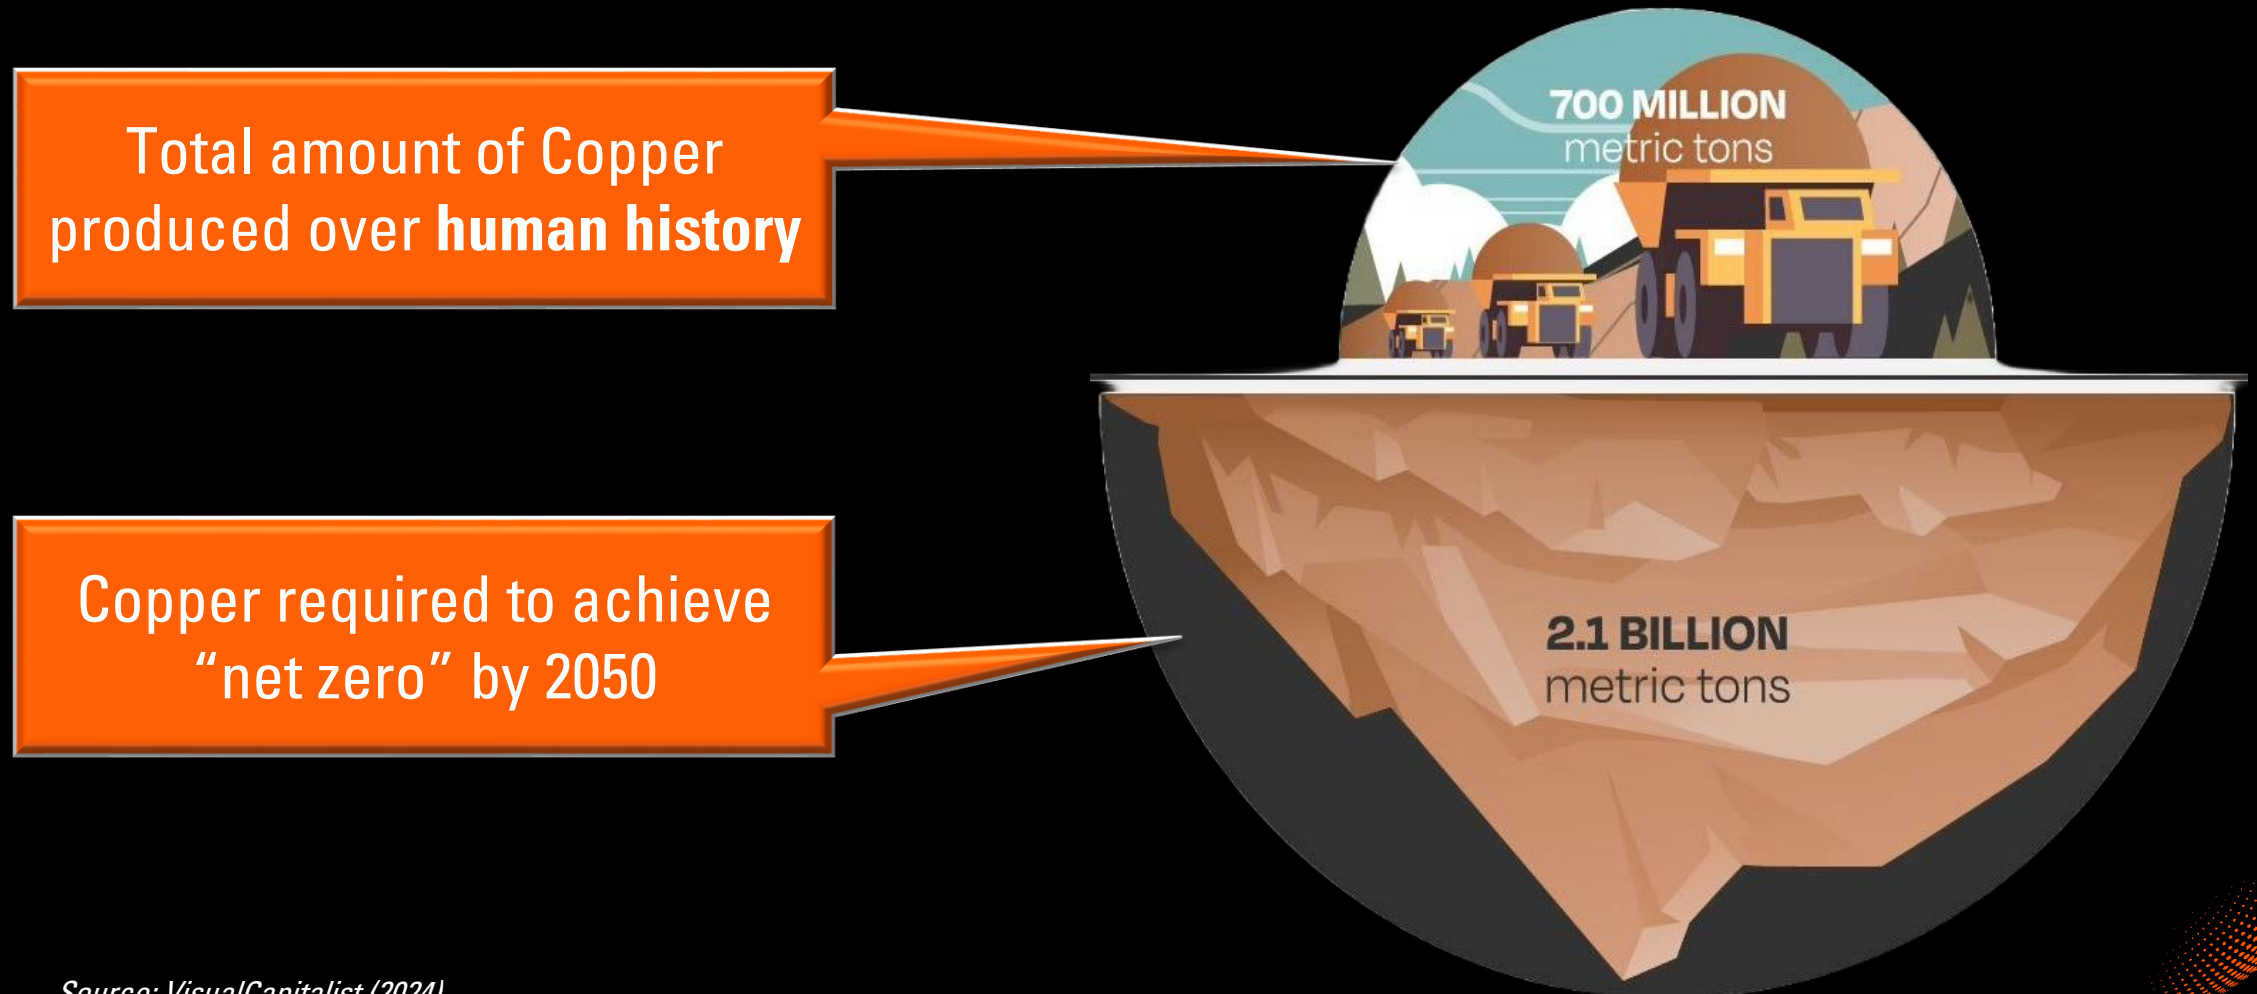 Total amount of Copper
produced over human history
700 MILLION
metric tons
Copper required to achieve
“net zero” by 2050
2.1 BILLION
metric tons
Source: VisualCapitalist (2024)